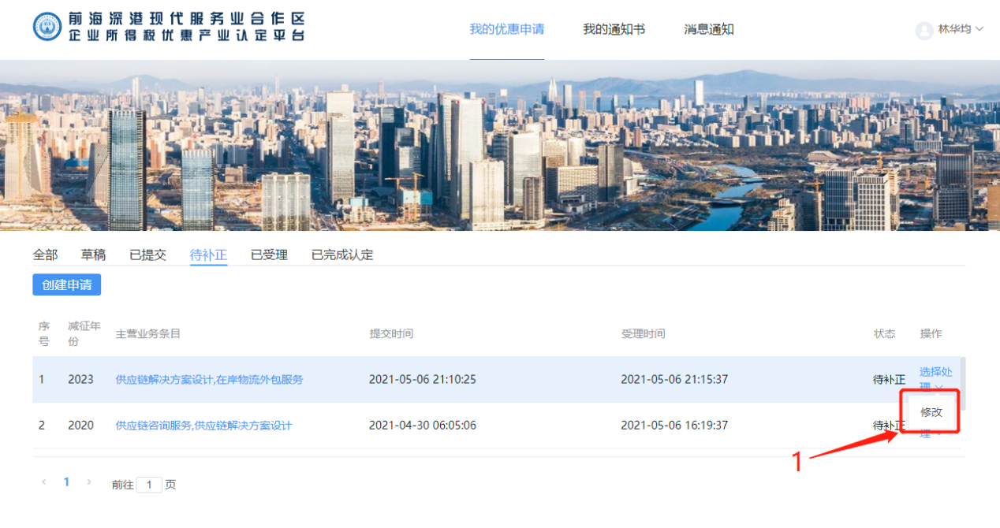 前海深港现代服务业合作区
企业所得税优惠产业认定平台
我的优惠申请 我的通知书 消息通知 林华均
全部 草稿 已提交 待补正 已受理 已完成认定
创建申请
序号 减征年份 主营业务条目 提交时间 受理时间 状态 操作
1 2023 供应链解决方案设计,在岸物流外包服务 2021-05-06 21:10:25 2021-05-06 21:15:37 待补正 选择处理
修改
2 2020 供应链咨询服务,供应链解决方案设计 2021-04-30 06:05:06 2021-05-06 16:19:37 待补正 理
1
1 前往 1 页